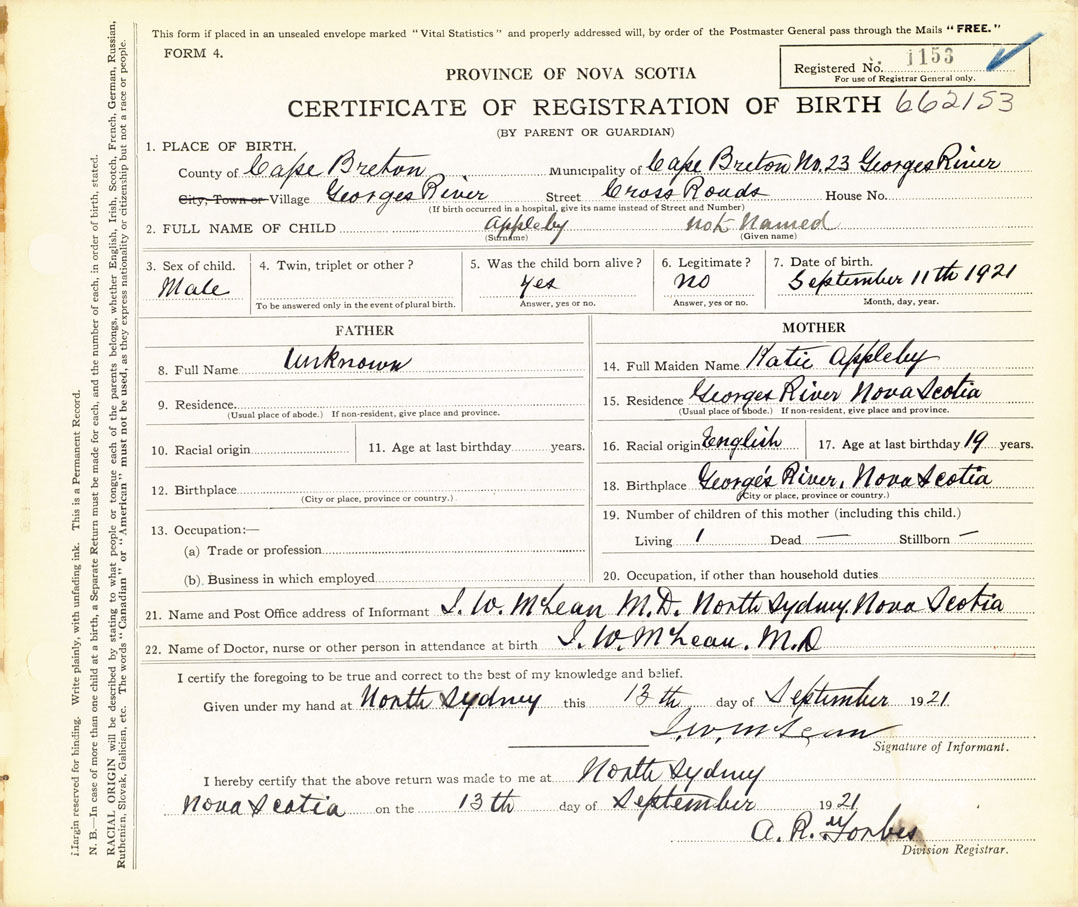 This form if placed in an unsealed envelope marked "Vital Statistics" and properly addressed will, by order of the Postmaster General pass through the Mails "FREE."
FORM 4.
Registered No. 1153
For use of Registrar General only.
PROVINCE OF NOVA SCOTIA
CERTIFICATE OF REGISTRATION OF BIRTH 662153
(BY PARENT OR GUARDIAN)
1. PLACE OF BIRTH.
County of Cape Breton Municipality of Cape Breton No. 23 Georges River
City, Town or Village Georges River Street Cross Roads House No.
(If birth occurred in a hospital, give its name instead of Street and Number)
2. FULL NAME OF CHILD Appleby not Named
(Surname) (Given name)
3. Sex of child. 4. Twin, triplet or other? 5. Was the child born alive? 6. Legitimate? 7. Date of birth.
Male yes No September 11th 1921
To be answered only in the event of plural birth. Answer, yes or no. Answer, yes or no. Month, day, year.
FATHER
8. Full Name Unknown
9. Residence.
(Usual place of abode.) If non-resident, give place and province.
10. Racial origin 11. Age at last birthday years.
12. Birthplace
(City or place, province or country.)
13. Occupation:—
(a) Trade or profession
(b) Business in which employed
MOTHER
14. Full Maiden Name Katie Appleby
15. Residence Georges River Nova Scotia
(Usual place of abode.) If non-resident, give place and province.
16. Racial origin English 17. Age at last birthday 19 years.
18. Birthplace George's River, Nova Scotia
(City or place, province or country.)
19. Number of children of this mother (including this child.)
Living 1 Dead — Stillborn —
20. Occupation, if other than household duties
21. Name and Post Office address of Informant I. W. McLean M.D. North Sydney, Nova Scotia
22. Name of Doctor, nurse or other person in attendance at birth I. W. McLean. M.D
I certify the foregoing to be true and correct to the best of my knowledge and belief.
Given under my hand at North Sydney this 13th day of September 1921.
I. W. McLean
Signature of Informant.
I hereby certify that the above return was made to me at North Sydney
Nova Scotia on the 13th day of September 1921
A. R. Forbes
Division Registrar.
Margin reserved for binding. Write plainly, with unfading ink. This is a Permanent Record.
N. B.—In case of more than one child at a birth, a Separate Return must be made for each, and the number of each, in order of birth, stated.
RACIAL ORIGIN will be described by stating to what people or tongue each of the parents belongs, whether English, Irish, Scotch, French, German, Russian,
Ruthenian, Slovak, Galician, etc. The words "Canadian" or "American" must not be used, as they express nationality or citizenship but not a race or people.